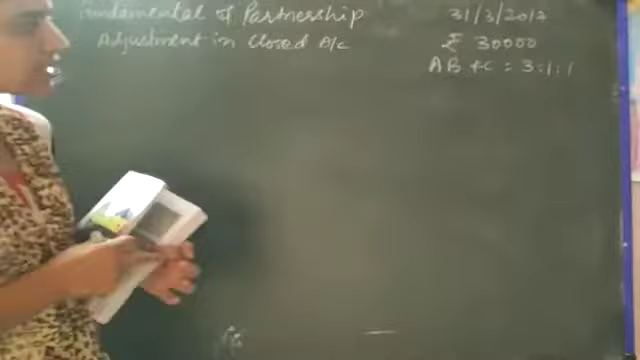 Fundamental of Partnership
Adjustment in Closed A/c
31/3/2017
₹ 30000
A B & C = 3:1:1